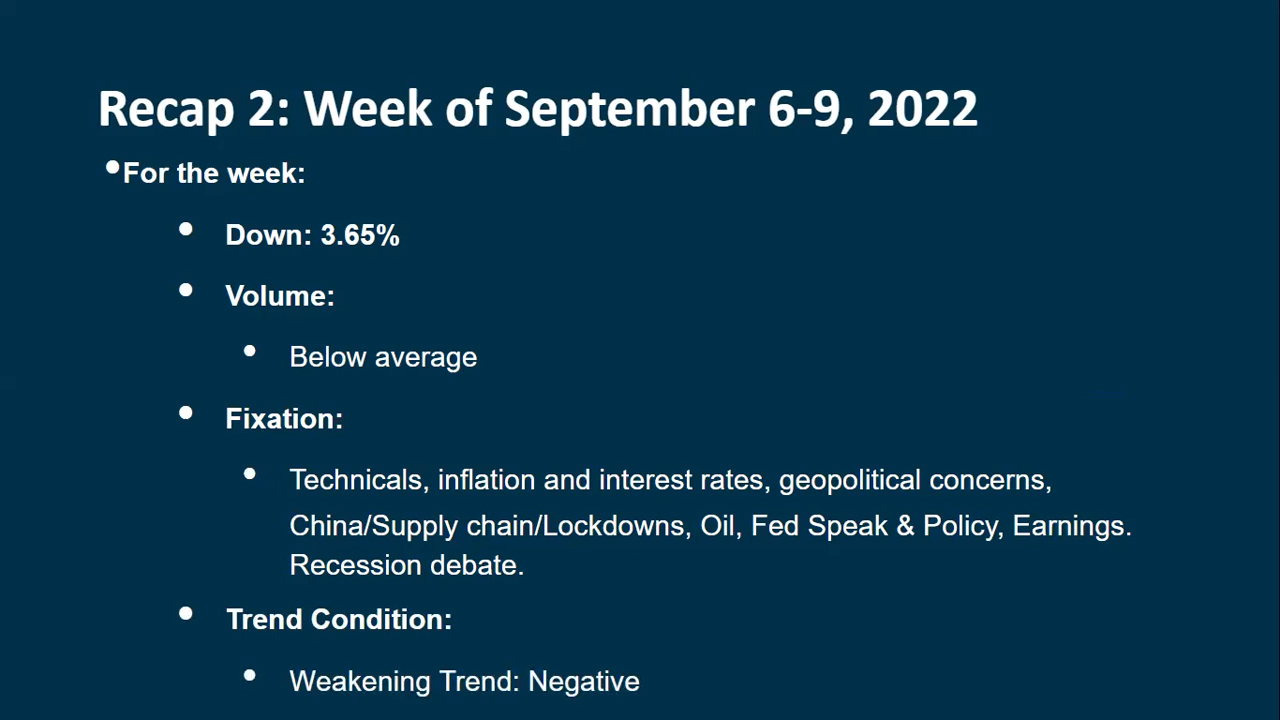 Recap 2: Week of September 6-9, 2022
•For the week:
• Down: 3.65%
• Volume:
• Below average
• Fixation:
• Technicals, inflation and interest rates, geopolitical concerns,
China/Supply chain/Lockdowns, Oil, Fed Speak & Policy, Earnings.
Recession debate.
• Trend Condition:
• Weakening Trend: Negative